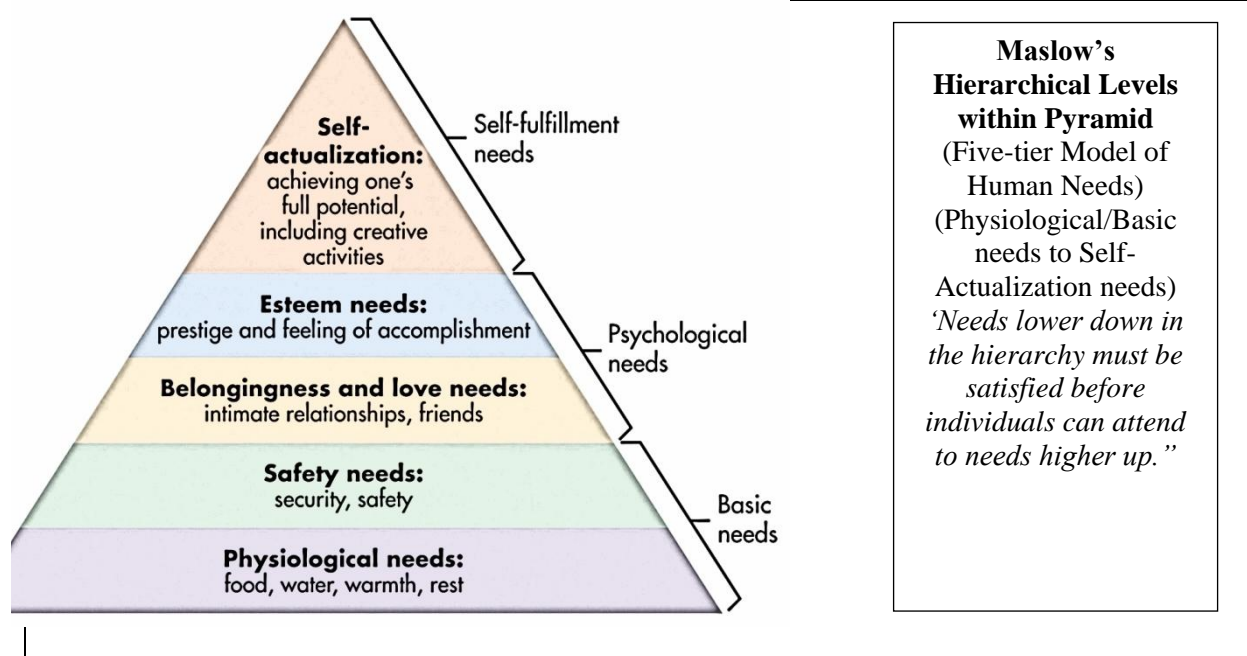 Self-
actualization:
achieving one's
full potential,
including creative
activities
Self-fulfillment
needs
Esteem needs:
prestige and feeling of accomplishment
Belongingness and love needs:
intimate relationships, friends
Psychological
needs
Safety needs:
security, safety
Physiological needs:
food, water, warmth, rest
Basic
needs
Maslow’s
Hierarchical Levels
within Pyramid
(Five-tier Model of
Human Needs)
(Physiological/Basic
needs to Self-
Actualization needs)
‘Needs lower down in
the hierarchy must be
satisfied before
individuals can attend
to needs higher up.”